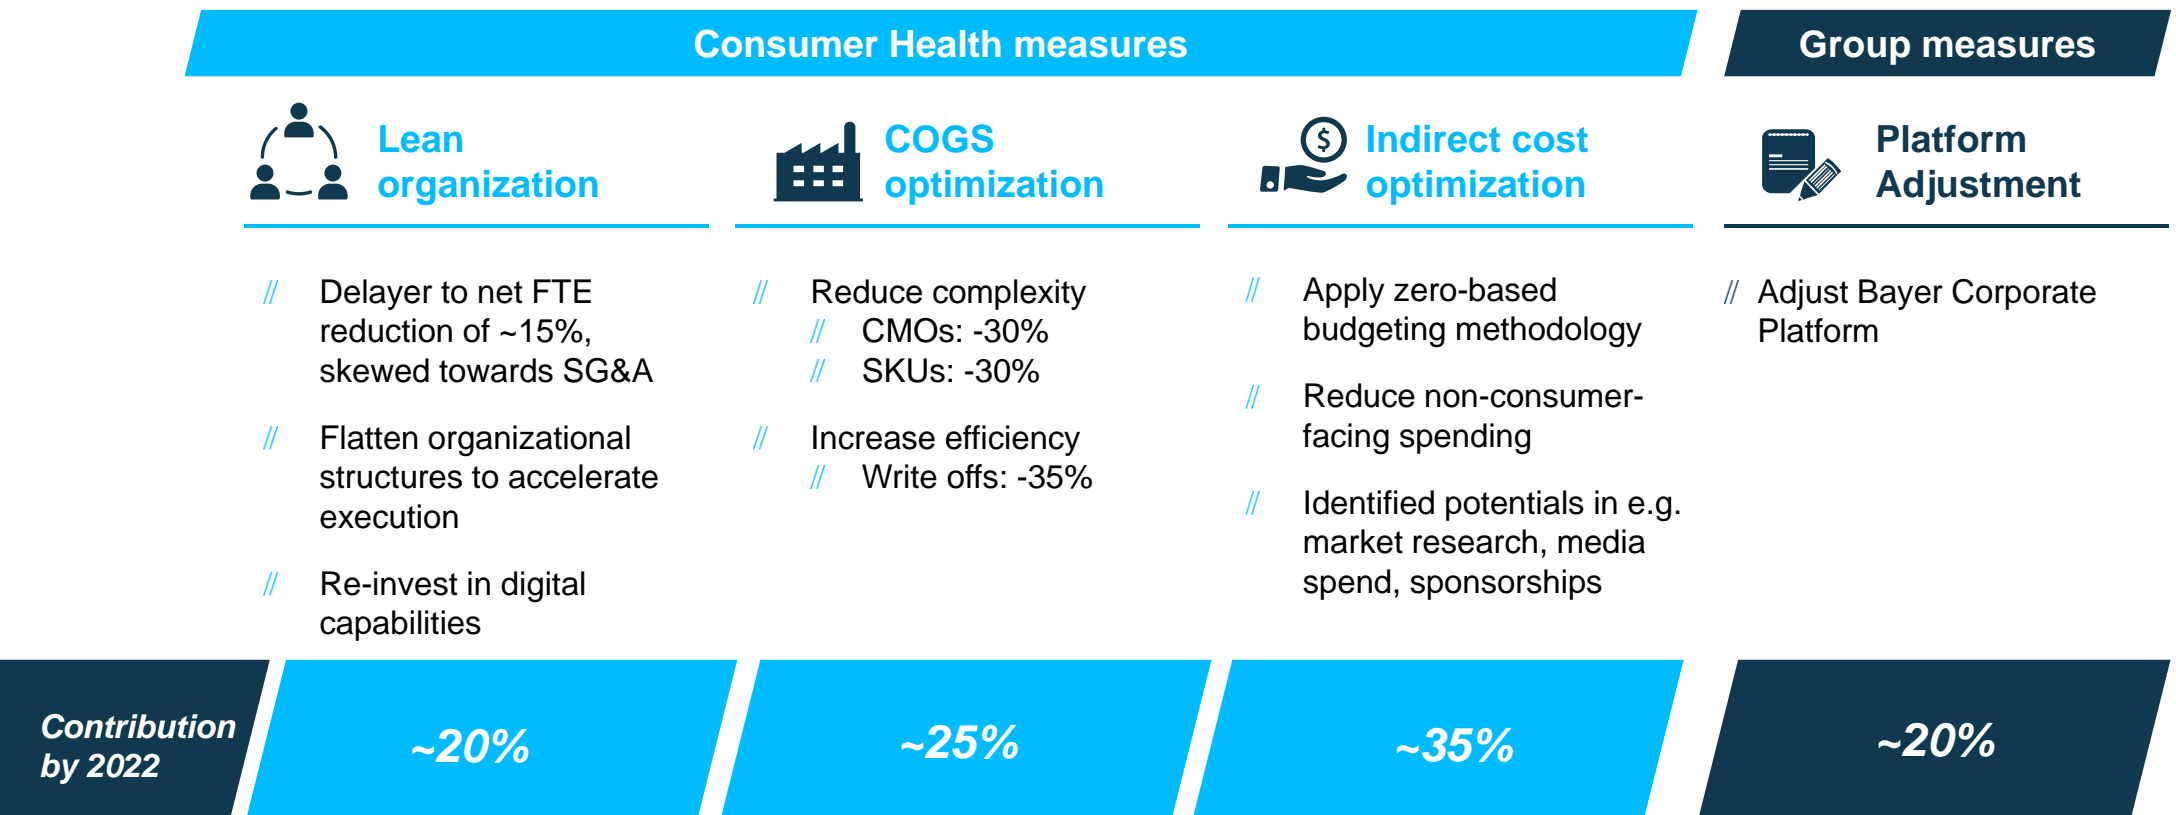 Consumer Health measures
Group measures
Lean
organization
COGS
optimization
Indirect cost
optimization
Platform
Adjustment
// Delayer to net FTE
reduction of ~15%,
skewed towards SG&A
// Flatten organizational
structures to accelerate
execution
// Re-invest in digital
capabilities
// Reduce complexity
// CMOs: -30%
// SKUs: -30%
// Increase efficiency
// Write offs: -35%
// Apply zero-based
budgeting methodology
// Reduce non-consumer-
facing spending
// Identified potentials in e.g.
market research, media
spend, sponsorships
// Adjust Bayer Corporate
Platform
Contribution
by 2022
~20%
~25%
~35%
~20%